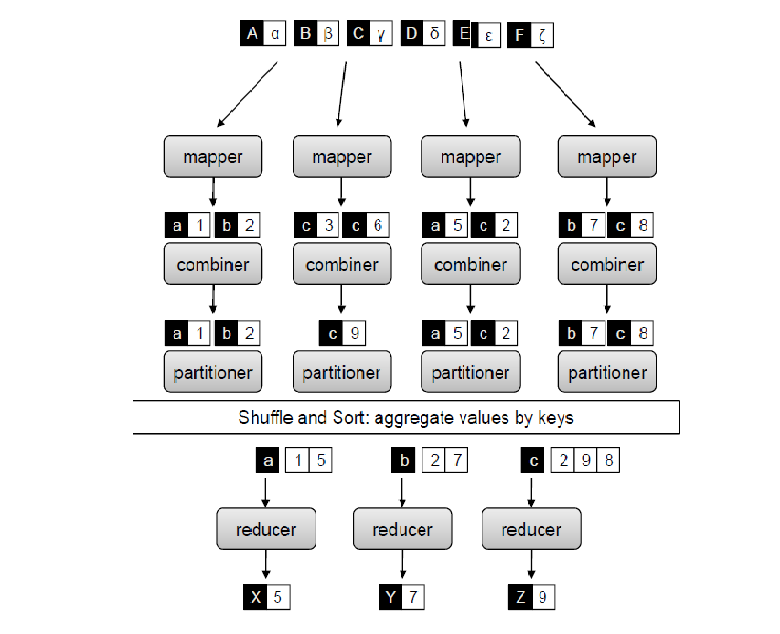 A α B β C γ D δ E ε F ζ
mapper mapper mapper mapper
a 1 b 2 c 3 c 6 a 5 c 2 b 7 c 8
combiner combiner combiner combiner
a 1 b 2 c 9 a 5 c 2 b 7 c 8
partitioner partitioner partitioner partitioner
Shuffle and Sort: aggregate values by keys
a 1 5 b 2 7 c 2 9 8
reducer reducer reducer
X 5 Y 7 Z 9